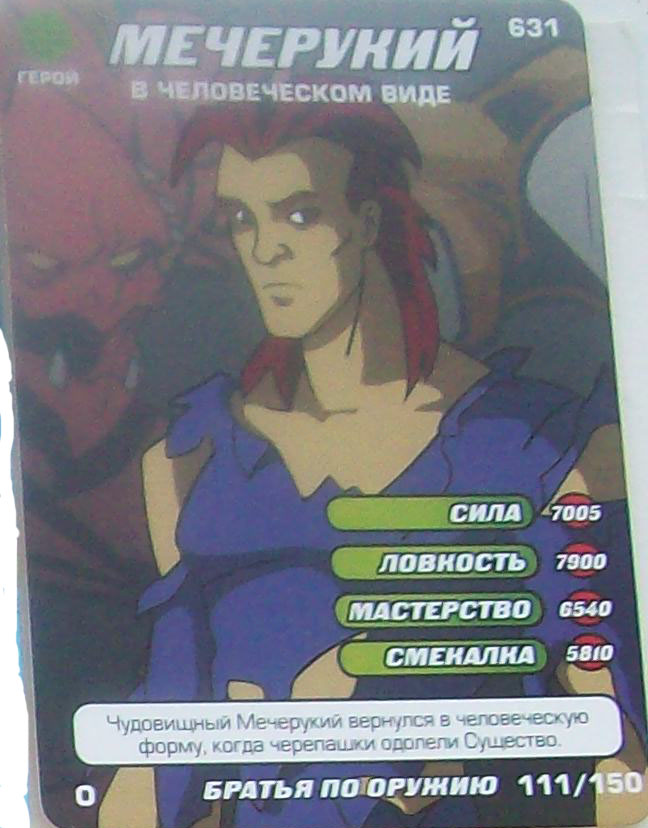 631
МЕЧЕРУКИЙ
ГЕРОЙ
В ЧЕЛОВЕЧЕСКОМ ВИДЕ
СИЛА 7005
ЛОВКОСТЬ 7900
МАСТЕРСТВО 6540
СМЕКАЛКА 5810
Чудовищный Мечерукий вернулся в человеческую
форму, когда черепашки одолели Существо.
О БРАТЬЯ ПО ОРУЖИЮ 111/150